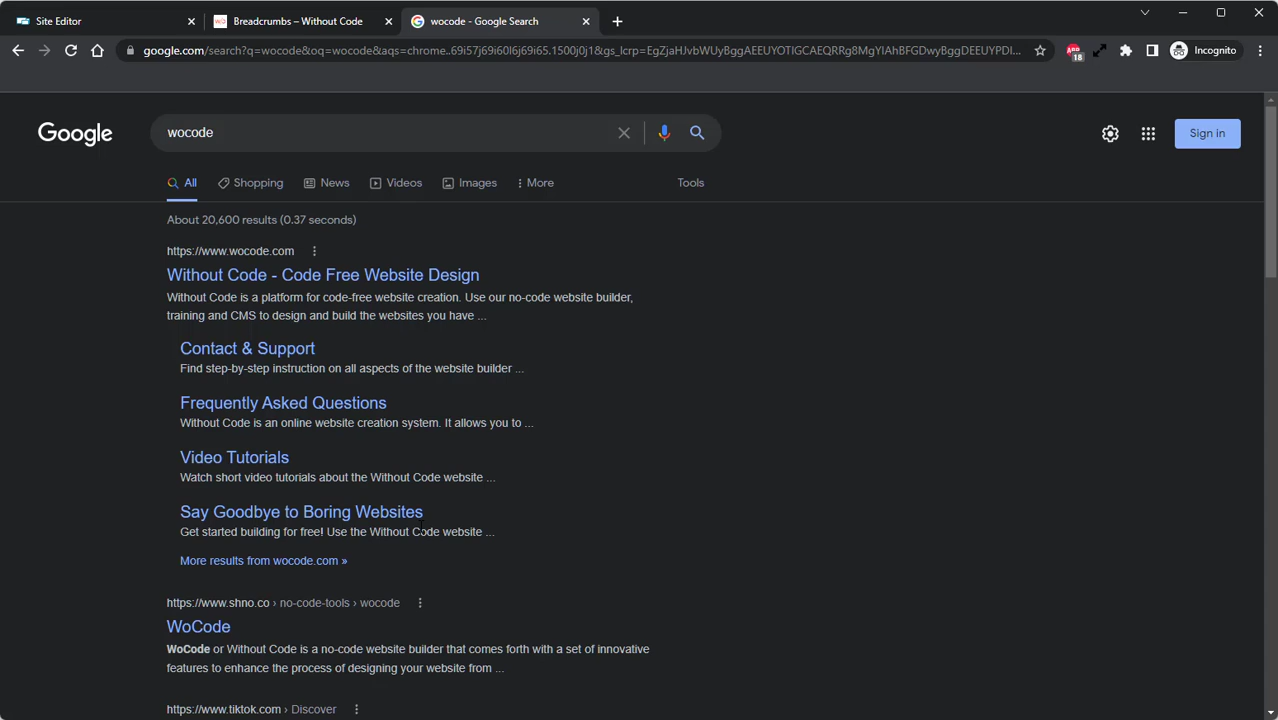 Site Editor
Breadcrumbs – Without Code
wocode - Google Search
google.com/search?q=wocode&oq=wocode&aqs=chrome..69i57j69i60l6j69i65.1500j0j1&gs_lcrp=EgZjaHJvbWUyBggAEEUYOTIGCAEQRRg8MgYIAhBFGDwyBggDEEUYPDI...
18
Incognito
Google
wocode
Sign in
All
Shopping
News
Videos
Images
More
Tools
About 20,600 results (0.37 seconds)
https://www.wocode.com
Without Code - Code Free Website Design
Without Code is a platform for code-free website creation. Use our no-code website builder,
training and CMS to design and build the websites you have ...
Contact & Support
Find step-by-step instruction on all aspects of the website builder ...
Frequently Asked Questions
Without Code is an online website creation system. It allows you to ...
Video Tutorials
Watch short video tutorials about the Without Code website ...
Say Goodbye to Boring Websites
Get started building for free! Use the Without Code website ...
More results from wocode.com »
https://www.shno.co › no-code-tools › wocode
WoCode
WoCode or Without Code is a no-code website builder that comes forth with a set of innovative
features to enhance the process of designing your website from ...
https://www.tiktok.com › Discover